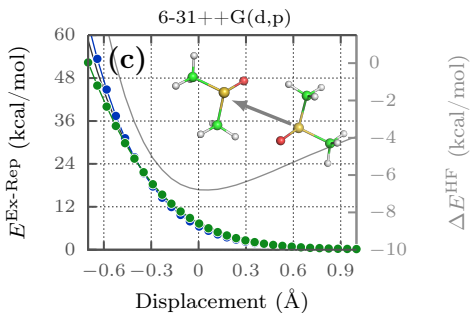 6-31++G(d,p)
(c)
E^Ex-Rep (kcal/mol)
60
48
36
24
12
0
0
−2
−4
−6
−8
−10
ΔE^HF (kcal/mol)
−0.6 −0.3 0 0.3 0.6 0.9
Displacement (Å)